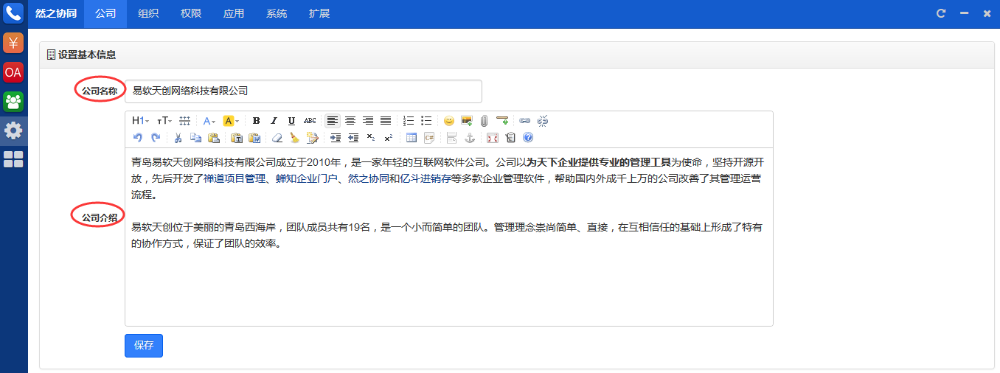 然之协同 公司 组织 权限 应用 系统 扩展
¥
OA
设置基本信息
公司名称 易软天创网络科技有限公司
H1 тT A A B I U ABC
T W x₂ x² C# ?
青岛易软天创网络科技有限公司成立于2010年，是一家年轻的互联网软件公司。公司以为天下企业提供专业的管理工具为使命，坚持开源开
放，先后开发了禅道项目管理、蝉知企业门户、然之协同和亿斗进销存等多款企业管理软件，帮助国内外成千上万的公司改善了其管理运营
流程。
公司介绍
易软天创位于美丽的青岛西海岸，团队成员共有19名，是一个小而简单的团队。管理理念崇尚简单、直接，在互相信任的基础上形成了特有
的协作方式，保证了团队的效率。
保存